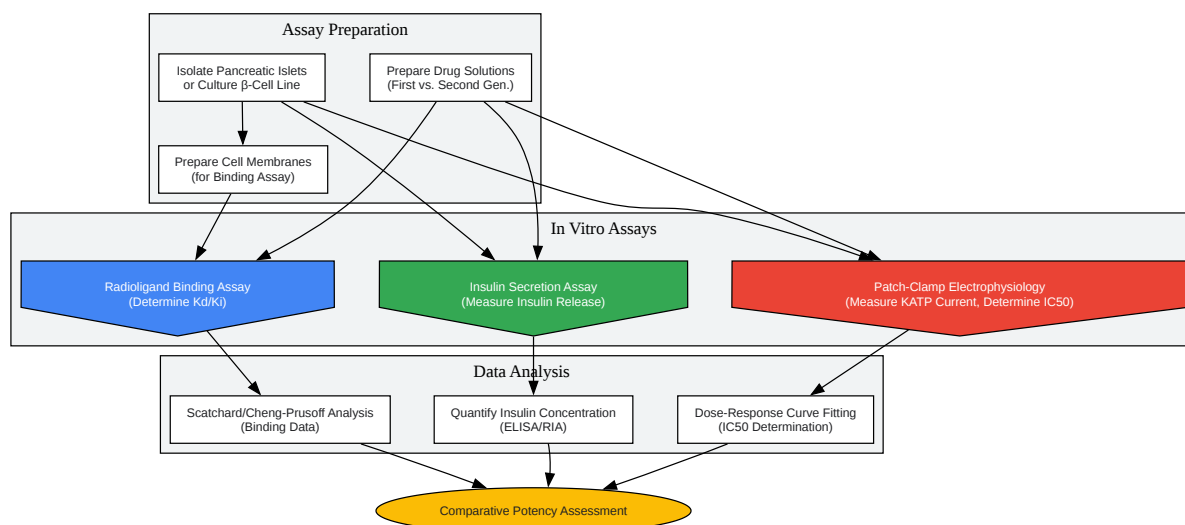 Assay Preparation
Isolate Pancreatic Islets
or Culture β-Cell Line
Prepare Drug Solutions
(First vs. Second Gen.)
Prepare Cell Membranes
(for Binding Assay)
In Vitro Assays
Radioligand Binding Assay
(Determine Kd/Ki)
Insulin Secretion Assay
(Measure Insulin Release)
Patch-Clamp Electrophysiology
(Measure KATP Current, Determine IC50)
Data Analysis
Scatchard/Cheng-Prusoff Analysis
(Binding Data)
Quantify Insulin Concentration
(ELISA/RIA)
Dose-Response Curve Fitting
(IC50 Determination)
Comparative Potency Assessment